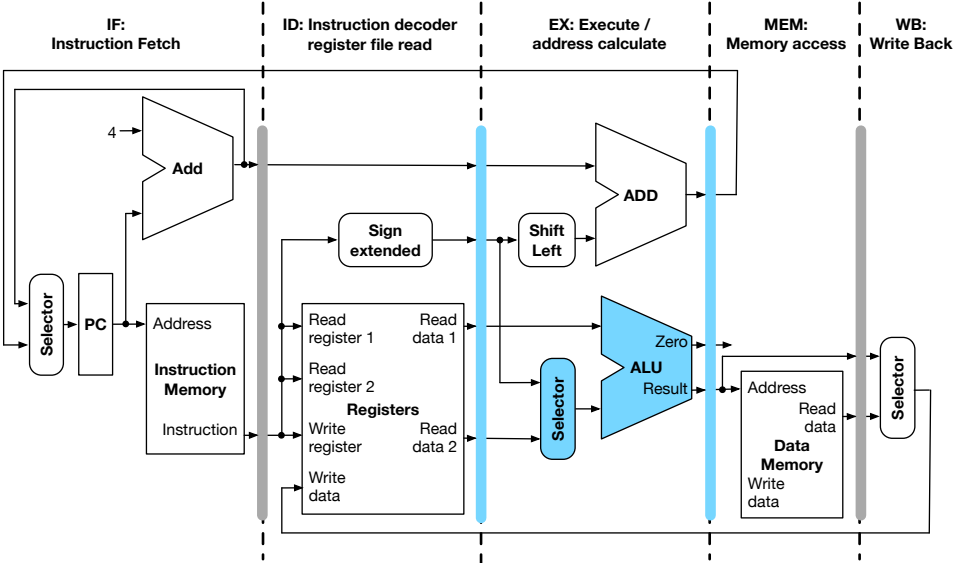 IF:
Instruction Fetch
ID: Instruction decoder
register file read
EX: Execute /
address calculate
MEM:
Memory access
WB:
Write Back
4
Add
ADD
Sign
extended
Shift
Left
Selector
PC
Address
Instruction
Memory
Instruction
Read
register 1
Read
data 1
Read
register 2
Registers
Write
register
Read
data 2
Write
data
Selector
Zero
ALU
Result
Address
Read
data
Data
Memory
Write
data
Selector